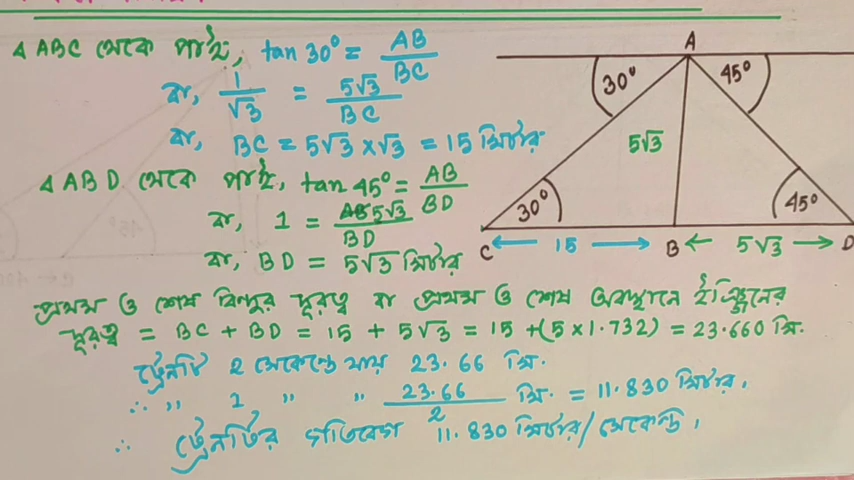 Δ ABC থেকে পাই, tan 30° = AB/BC
বা, 1/√3 = 5√3/BC
বা, BC = 5√3 × √3 = 15 মিটার
Δ ABD থেকে পাই, tan 45° = AB/BD
বা, 1 = 5√3/BD
বা, BD = 5√3 মিটার
প্রথম ও শেষ বিন্দুর দূরত্ব বা প্রথম ও শেষ অবস্থানে ইঞ্জিনের
দূরত্ব = BC + BD = 15 + 5√3 = 15 + (5 × 1.732) = 23.660 মি.
ট্রেনটি 2 সেকেন্ডে যায় 23.66 মি.
∴ " 1 " " 23.66/2 মি. = 11.830 মিটার.
∴ ট্রেনটির গতিবেগ 11.830 মিটার/সেকেন্ড।
A
30° 45°
5√3
30° 45°
C 15 B 5√3 D